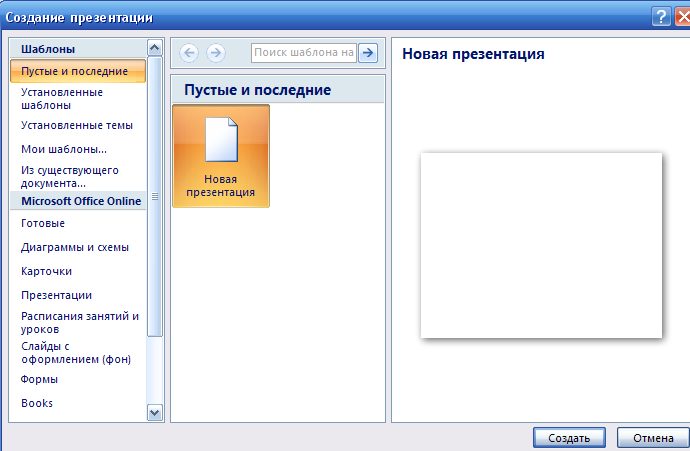 Создание презентации
Шаблоны
Пустые и последние
Установленные
шаблоны
Установленные темы
Мои шаблоны...
Из существующего
документа...
Microsoft Office Online
Готовые
Диаграммы и схемы
Карточки
Презентации
Расписания занятий и
уроков
Слайды с
оформлением (фон)
Формы
Books
Поиск шаблона на
Пустые и последние
Новая
презентация
Новая презентация
Создать
Отмена